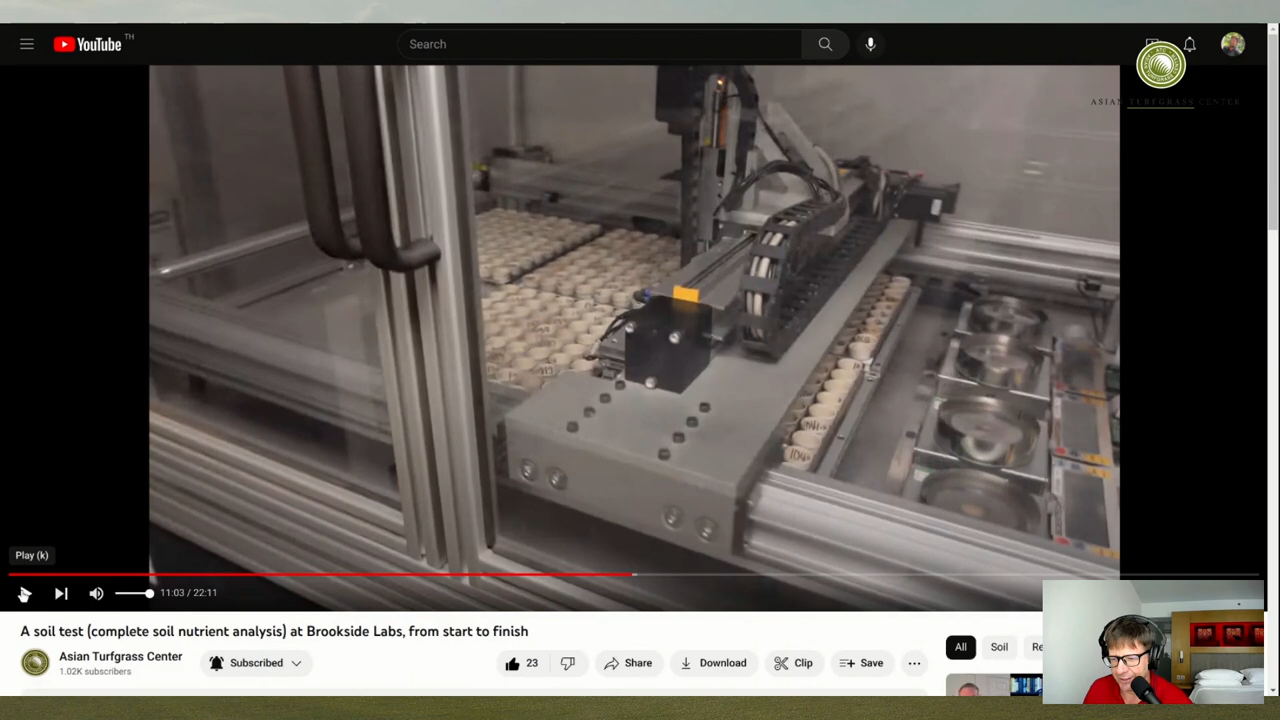 YouTube TH
Search
ASIAN TURFGRASS CENTER
104
Play (k)
11:03 / 22:11
A soil test (complete soil nutrient analysis) at Brookside Labs, from start to finish
Asian Turfgrass Center
1.02K subscribers
Subscribed
23
Share
Download
Clip
Save
All
Soil
Re